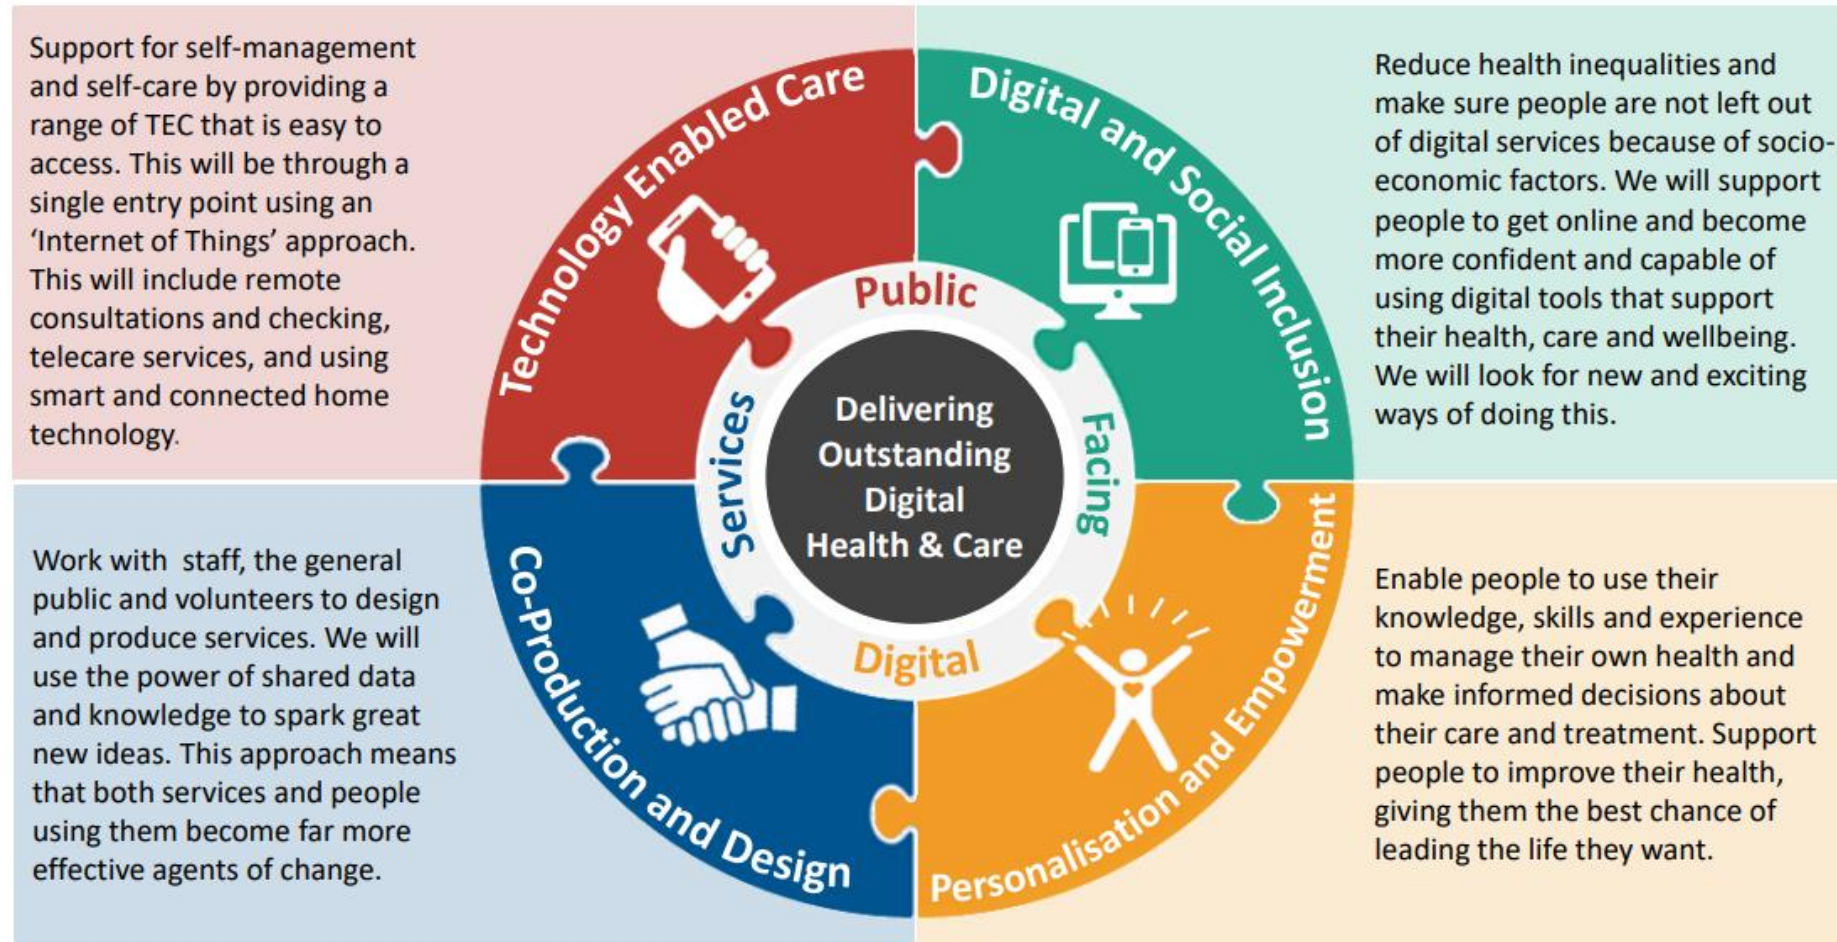 Support for self-management
and self-care by providing a
range of TEC that is easy to
access. This will be through a
single entry point using an
‘Internet of Things’ approach.
This will include remote
consultations and checking,
telecare services, and using
smart and connected home
technology.
Technology Enabled Care
Digital and Social Inclusion
Reduce health inequalities and
make sure people are not left out
of digital services because of socio-
economic factors. We will support
people to get online and become
more confident and capable of
using digital tools that support
their health, care and wellbeing.
We will look for new and exciting
ways of doing this.
Public
Facing
Digital
Services
Delivering
Outstanding
Digital
Health & Care
Work with staff, the general
public and volunteers to design
and produce services. We will
use the power of shared data
and knowledge to spark great
new ideas. This approach means
that both services and people
using them become far more
effective agents of change.
Co-Production and Design
Personalisation and Empowerment
Enable people to use their
knowledge, skills and experience
to manage their own health and
make informed decisions about
their care and treatment. Support
people to improve their health,
giving them the best chance of
leading the life they want.